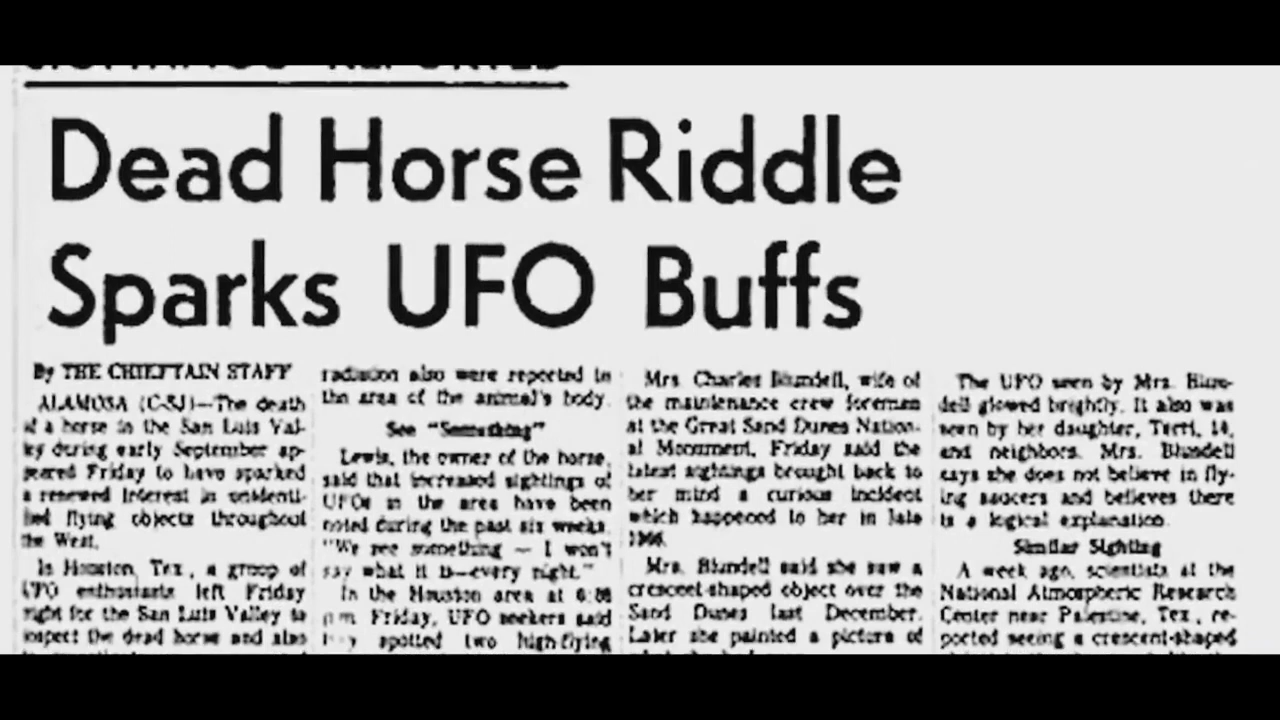 Dead Horse Riddle
Sparks UFO Buffs
By THE CHIEFTAIN STAFF
ALAMOSA (C-SJ)—The death
of a horse in the San Luis Val-
ley during early September ap-
peared Friday to have sparked
a renewed interest in unidenti-
fied flying objects throughout
the West.
In Houston, Tex., a group of
UFO enthusiasts left Friday
night for the San Luis Valley to
inspect the dead horse and also
radiation also were reported in
the area of the animal's body.
See "Something"
Lewis, the owner of the horse,
said that increased sightings of
UFOs in the area have been
noted during the past six weeks.
"We see something — I won't
say what it is—every night."
In the Houston area at
p.m. Friday, UFO seekers said
spotted two high-flying
Mrs. Charles Blundell, wife of
the maintenance crew foreman
at the Great Sand Dunes Nation-
al Monument, Friday said the
latest sightings brought back to
her mind a curious incident
which happened to her in late
1966.
Mrs. Blundell said she saw a
crescent-shaped object over the
Sand Dunes last December.
Later she painted a picture of
The UFO seen by Mrs. Blun-
dell glowed brightly. It also was
seen by her daughter, Terri, 14,
and neighbors. Mrs. Blundell
says she does not believe in fly-
ing saucers and believes there
is a logical explanation.
Similar Sighting
A week ago, scientists at the
National Atmospheric Research
Center near Palestine, Tex., re-
ported seeing a crescent-shaped